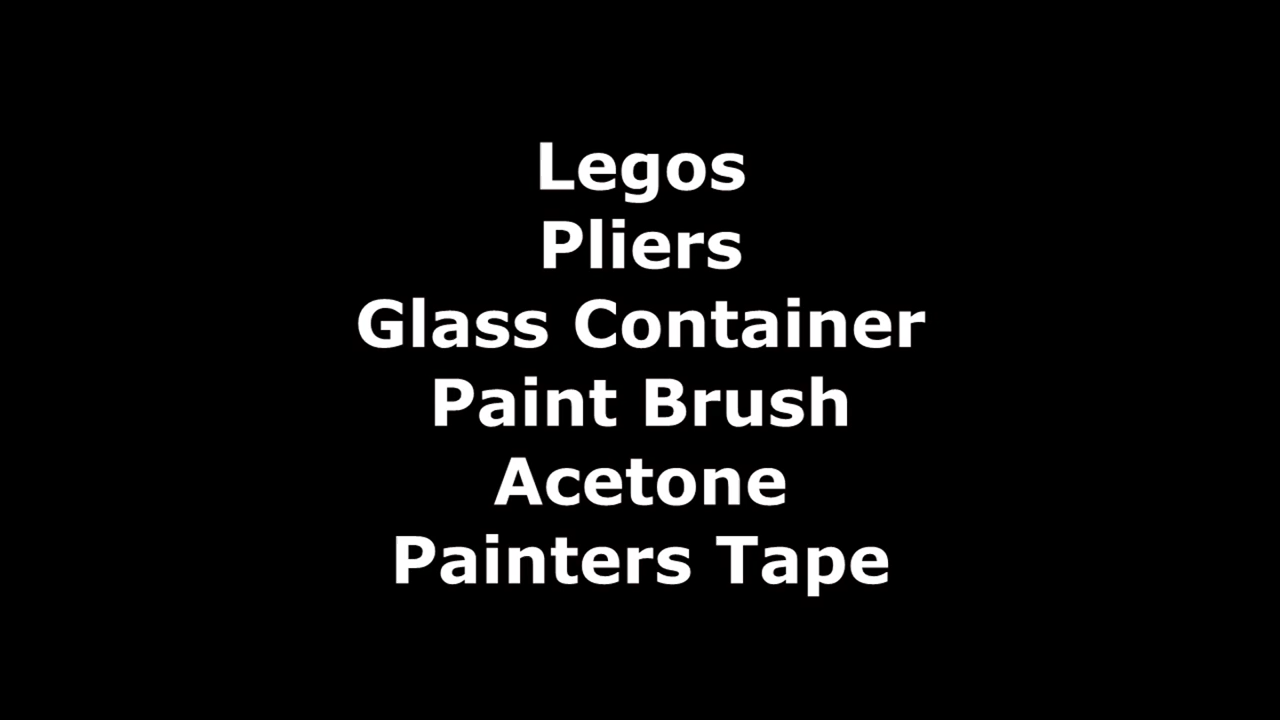 Legos
Pliers
Glass Container
Paint Brush
Acetone
Painters Tape